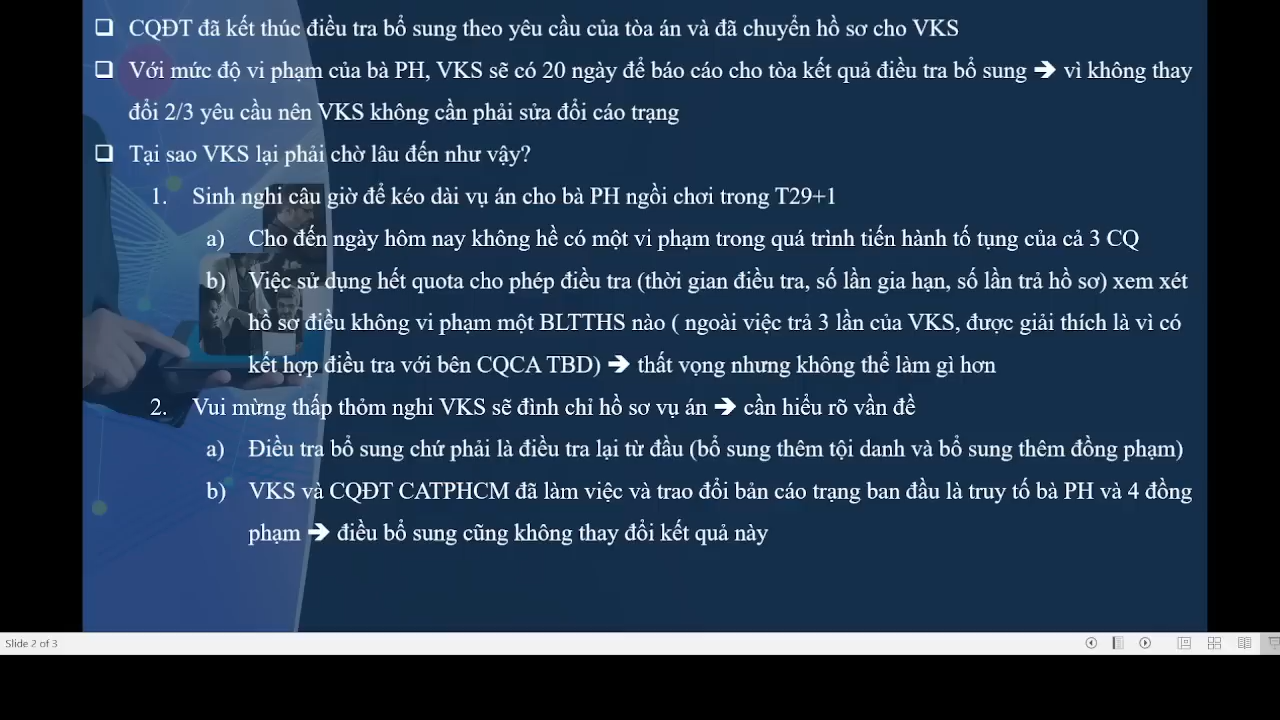 ❑ CQĐT đã kết thúc điều tra bổ sung theo yêu cầu của tòa án và đã chuyển hồ sơ cho VKS
❑ Với mức độ vi phạm của bà PH, VKS sẽ có 20 ngày để báo cáo cho tòa kết quả điều tra bổ sung ➔ vì không thay
đổi 2/3 yêu cầu nên VKS không cần phải sửa đổi cáo trạng
❑ Tại sao VKS lại phải chờ lâu đến như vậy?
1. Sinh nghi câu giờ để kéo dài vụ án cho bà PH ngồi chơi trong T29+1
a) Cho đến ngày hôm nay không hề có một vi phạm trong quá trình tiến hành tố tụng của cả 3 CQ
b) Việc sử dụng hết quota cho phép điều tra (thời gian điều tra, số lần gia hạn, số lần trả hồ sơ) xem xét
hồ sơ điều không vi phạm một BLTTHS nào ( ngoài việc trả 3 lần của VKS, được giải thích là vì có
kết hợp điều tra với bên CQCA TBD) ➔ thất vọng nhưng không thể làm gì hơn
2. Vui mừng thấp thỏm nghi VKS sẽ đình chỉ hồ sơ vụ án ➔ cần hiểu rõ vần đề
a) Điều tra bổ sung chứ phải là điều tra lại từ đầu (bổ sung thêm tội danh và bổ sung thêm đồng phạm)
b) VKS và CQĐT CATPHCM đã làm việc và trao đổi bản cáo trạng ban đầu là truy tố bà PH và 4 đồng
phạm ➔ điều bổ sung cũng không thay đổi kết quả này
Slide 2 of 3